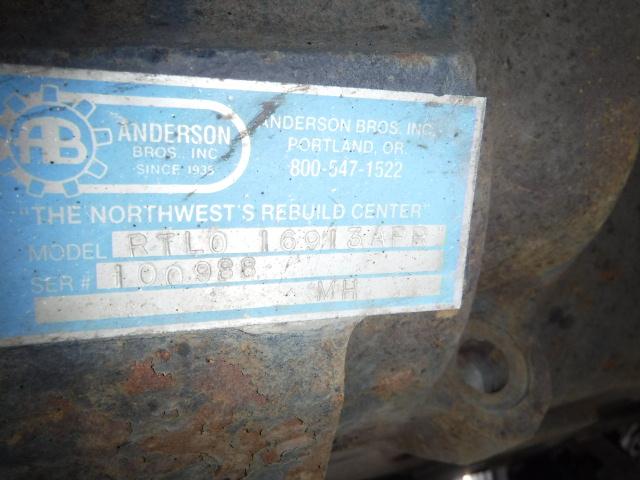 AB
ANDERSON
BROS. INC
SINCE 1935
ANDERSON BROS. INC.
PORTLAND, OR.
800-547-1522
"THE NORTHWEST'S REBUILD CENTER"
MODEL RTLO 16913AFR
SER # 100988
MH